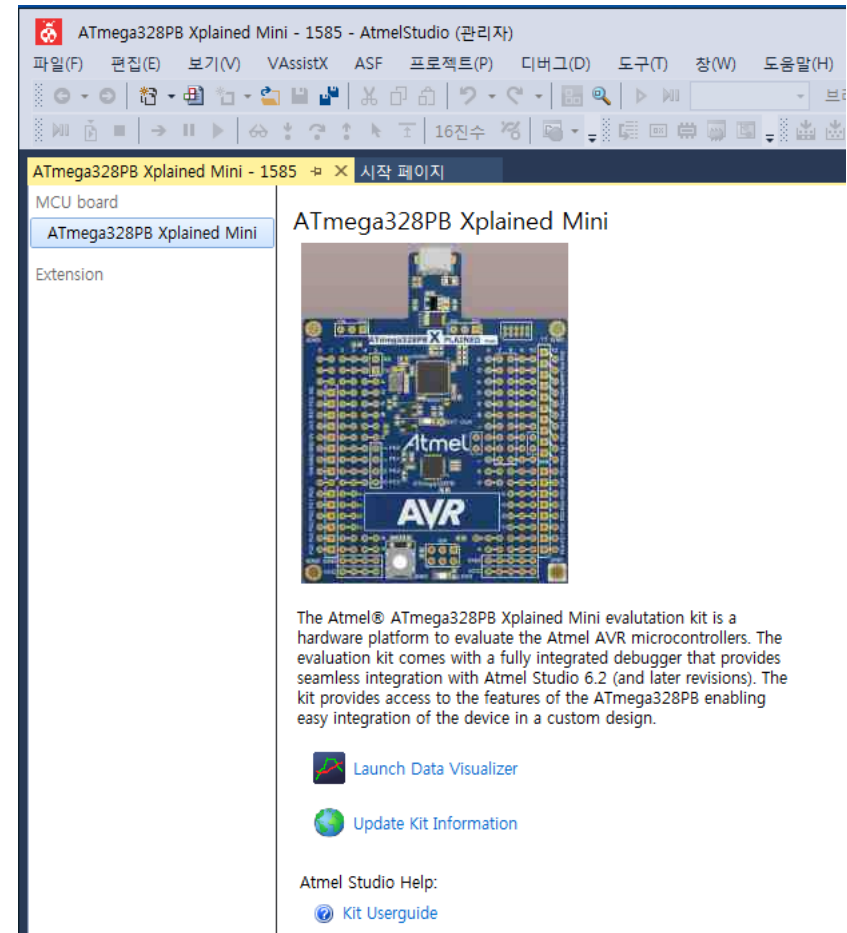 ATmega328PB Xplained Mini - 1585 - AtmelStudio (관리자)
파일(F) 편집(E) 보기(V) VAssistX ASF 프로젝트(P) 디버그(D) 도구(T) 창(W) 도움말(H)
16진수
ATmega328PB Xplained Mini - 1585 시작 페이지
MCU board
ATmega328PB Xplained Mini
Extension
ATmega328PB Xplained Mini
ATmega328PB X PLAINED
Atmel
AVR
The Atmel® ATmega328PB Xplained Mini evalutation kit is a
hardware platform to evaluate the Atmel AVR microcontrollers. The
evaluation kit comes with a fully integrated debugger that provides
seamless integration with Atmel Studio 6.2 (and later revisions). The
kit provides access to the features of the ATmega328PB enabling
easy integration of the device in a custom design.
Launch Data Visualizer
Update Kit Information
Atmel Studio Help:
Kit Userguide